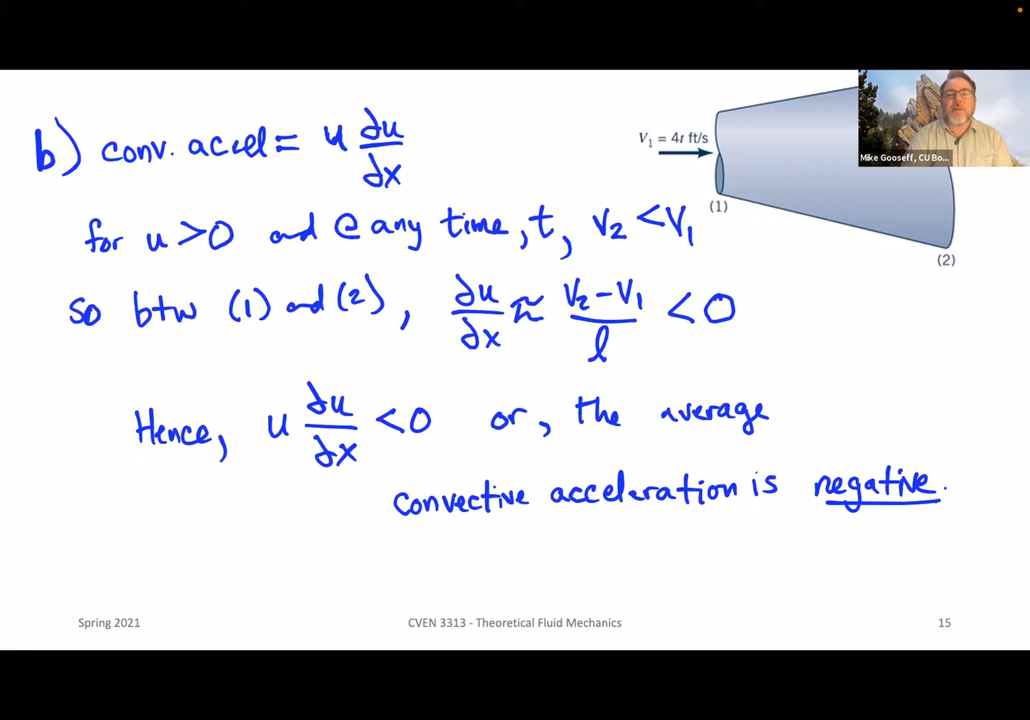 b) conv. accel = u ∂u/∂x
V₁ = 4t ft/s
Mike Gooseff, CU Bo...
for u > 0 and @ any time, t, V₂ < V₁
(1)
(2)
so btw (1) and (2), ∂u/∂x ≈ V₂ − V₁/l < 0
Hence, u ∂u/∂x < 0 or, the average
convective acceleration is negative.
Spring 2021
CVEN 3313 - Theoretical Fluid Mechanics
15